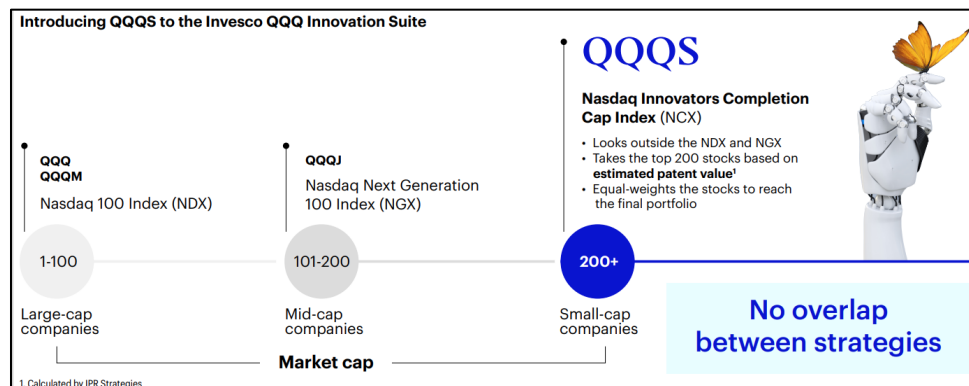 Introducing QQQS to the Invesco QQQ Innovation Suite
QQQ
QQQM
Nasdaq 100 Index (NDX)
1-100
Large-cap
companies
QQQJ
Nasdaq Next Generation
100 Index (NGX)
101-200
Mid-cap
companies
QQQS
Nasdaq Innovators Completion
Cap Index (NCX)
• Looks outside the NDX and NGX
• Takes the top 200 stocks based on
estimated patent value¹
• Equal-weights the stocks to reach
the final portfolio
200+
Small-cap
companies
Market cap
No overlap
between strategies
1. Calculated by IPR Strategies